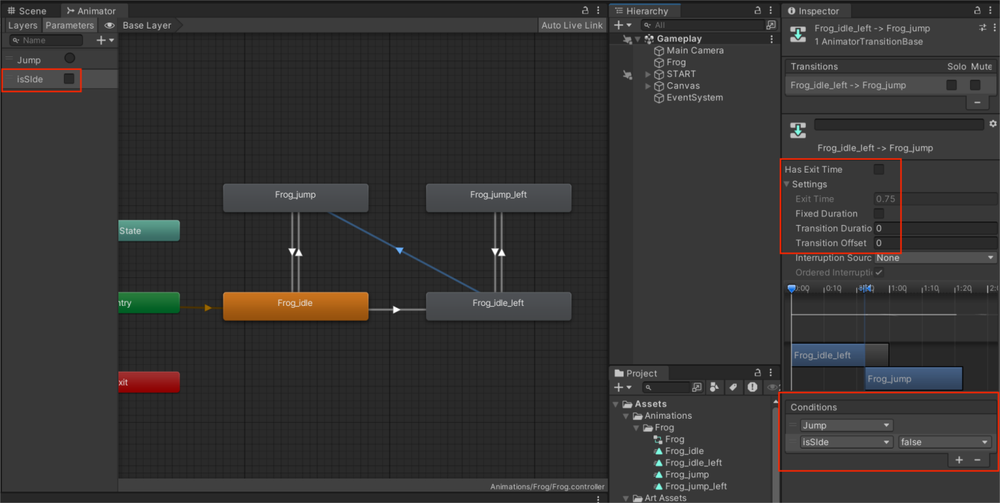 Scene
Animator
Layers
Parameters
Base Layer
Auto Live Link
Name
Jump
isSIde
Frog_jump
Frog_jump_left
State
ntry
Frog_idle
Frog_idle_left
xit
Animations/Frog/Frog.controller
Hierarchy
All
Gameplay
Main Camera
Frog
START
Canvas
EventSystem
Project
Assets
Animations
Frog
Frog
Frog_idle
Frog_idle_left
Frog_jump
Frog_jump_left
Art Assets
Inspector
Frog_idle_left -> Frog_jump
1 AnimatorTransitionBase
Transitions Solo Mute
Frog_idle_left -> Frog_jump
Frog_idle_left -> Frog_jump
Has Exit Time
Settings
Exit Time 0.75
Fixed Duration
Transition Duratio 0
Transition Offset 0
Interruption Sourc None
Ordered Interrupti
0:00 0:10 1:00 1:10 1:20
Frog_idle_left
Frog_jump
Conditions
Jump
isSIde false